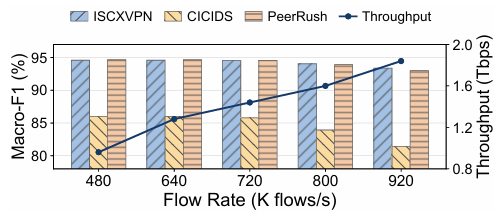 ISCXVPN CICIDS PeerRush Throughput
Macro-F1 (%)
95
90
85
80
2.0
1.6
1.2
0.8
Throughput (Tbps)
480 640 720 800 920
Flow Rate (K flows/s)